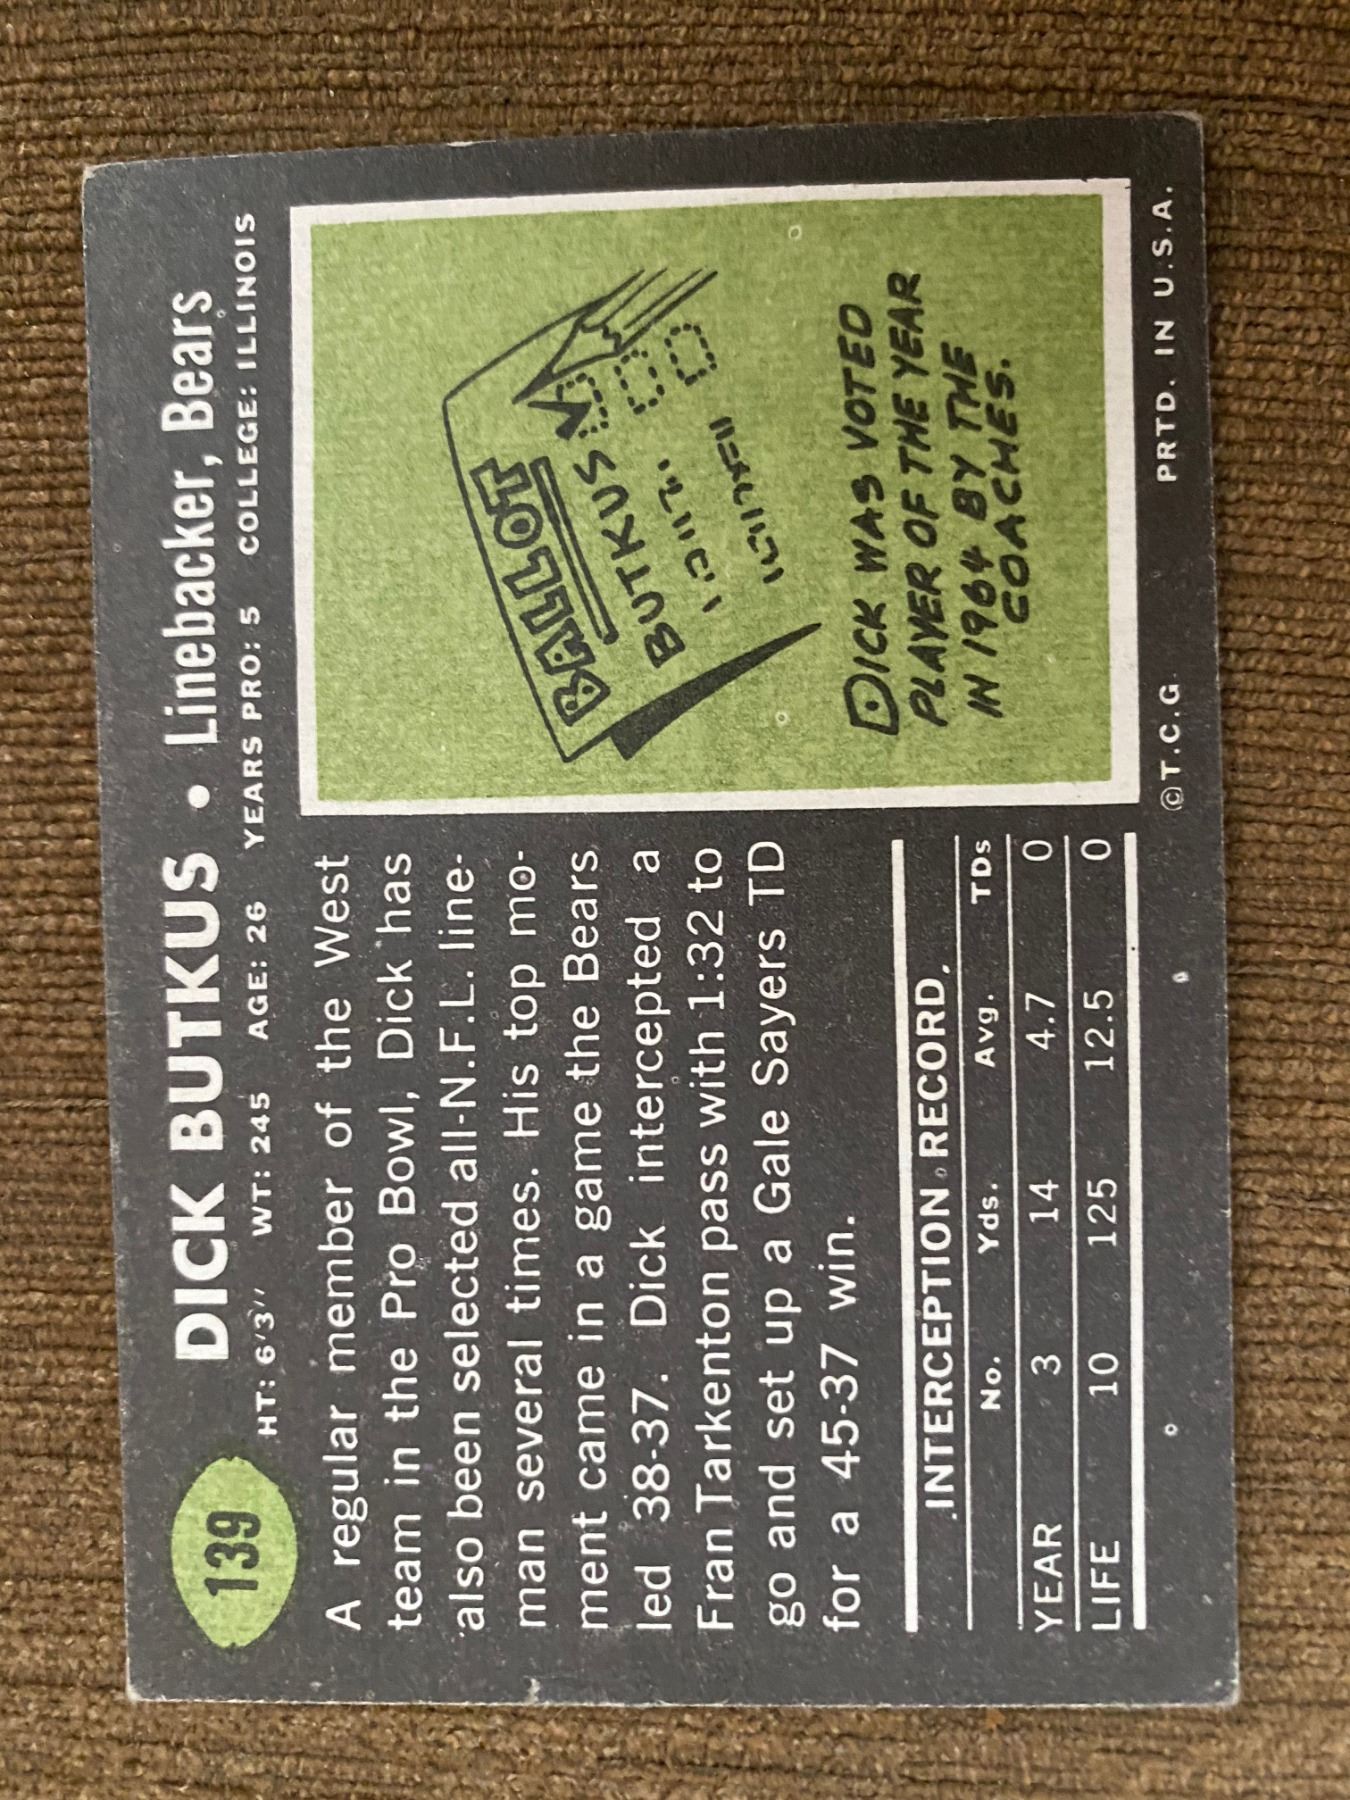 139
DICK BUTKUS • Linebacker, Bears
HT: 6'3" WT: 245 AGE: 26 YEARS PRO: 5 COLLEGE: ILLINOIS
A regular member of the West
team in the Pro Bowl, Dick has
also been selected all-N.F.L. line-
man several times. His top mo-
ment came in a game the Bears
led 38-37. Dick intercepted a
Fran Tarkenton pass with 1:32 to
go and set up a Gale Sayers TD
for a 45-37 win.
INTERCEPTION RECORD
No. Yds. Avg. TDs
YEAR 3 14 4.7 0
LIFE 10 125 12.5 0
BALLOT
BUTKUS
DICK WAS VOTED
PLAYER OF THE YEAR
IN 1964 BY THE
COACHES.
©T.C.G PRTD. IN U.S.A.